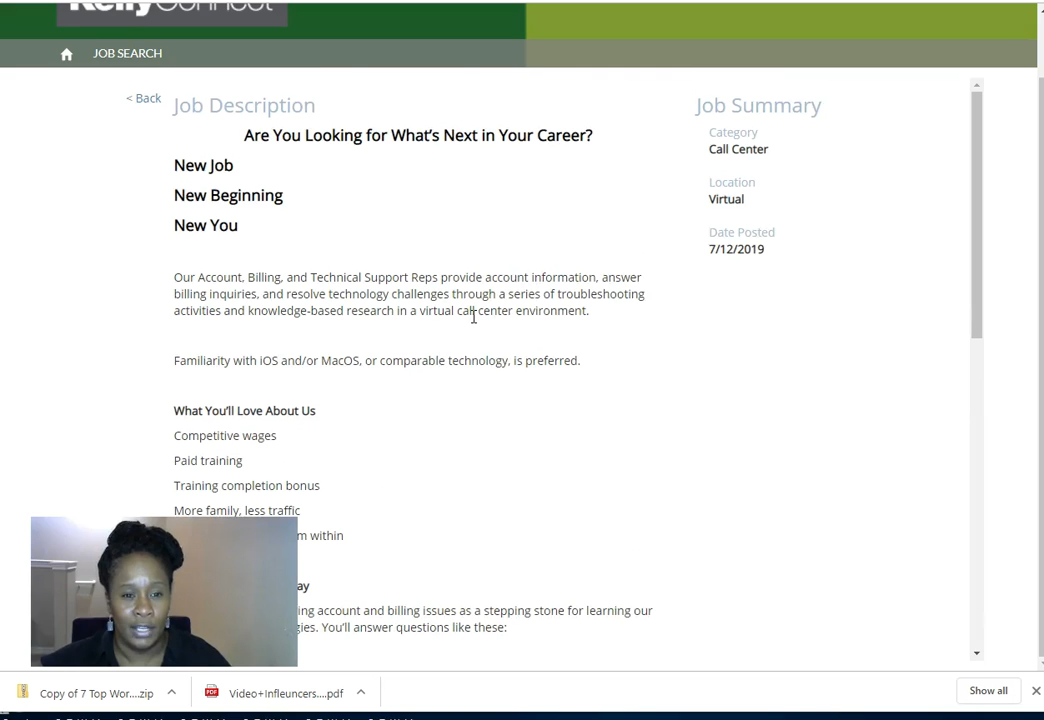 KellyConnect
JOB SEARCH
< Back
Job Description
Are You Looking for What's Next in Your Career?
New Job
New Beginning
New You
Our Account, Billing, and Technical Support Reps provide account information, answer
billing inquiries, and resolve technology challenges through a series of troubleshooting
activities and knowledge-based research in a virtual call center environment.
Familiarity with iOS and/or MacOS, or comparable technology, is preferred.
What You'll Love About Us
Competitive wages
Paid training
Training completion bonus
More family, less traffic
m within
ay
ing account and billing issues as a stepping stone for learning our
gies. You'll answer questions like these:
Job Summary
Category
Call Center
Location
Virtual
Date Posted
7/12/2019
Copy of 7 Top Wor....zip
Video+Infleuncers....pdf
Show all